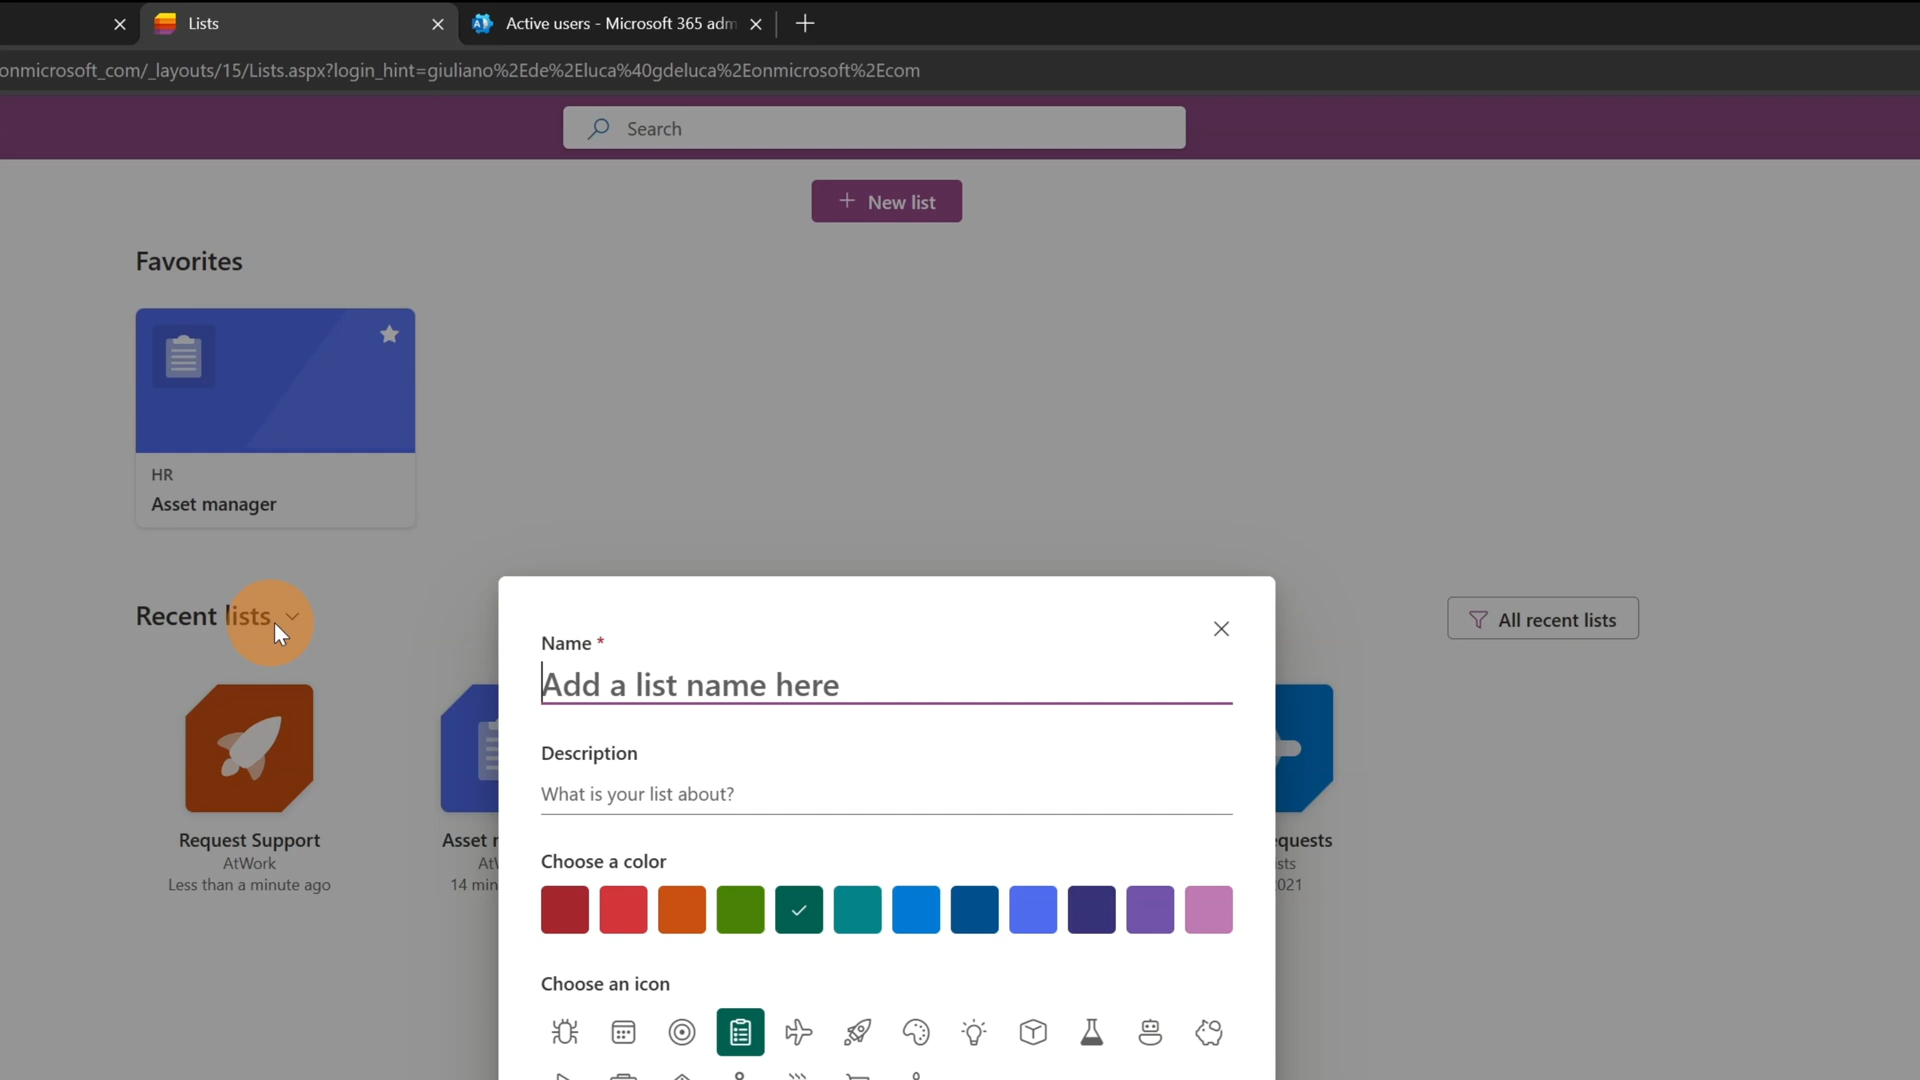 Lists
Active users - Microsoft 365 adm
onmicrosoft_com/_layouts/15/Lists.aspx?login_hint=giuliano%2Ede%2Eluca%40gdeluca%2Eonmicrosoft%2Ecom
Search
+ New list
Favorites
HR
Asset manager
Recent lists
All recent lists
Name *
Add a list name here
Description
What is your list about?
Choose a color
Choose an icon
Request Support
AtWork
Less than a minute ago
Asset
14 min
quests
sts
021